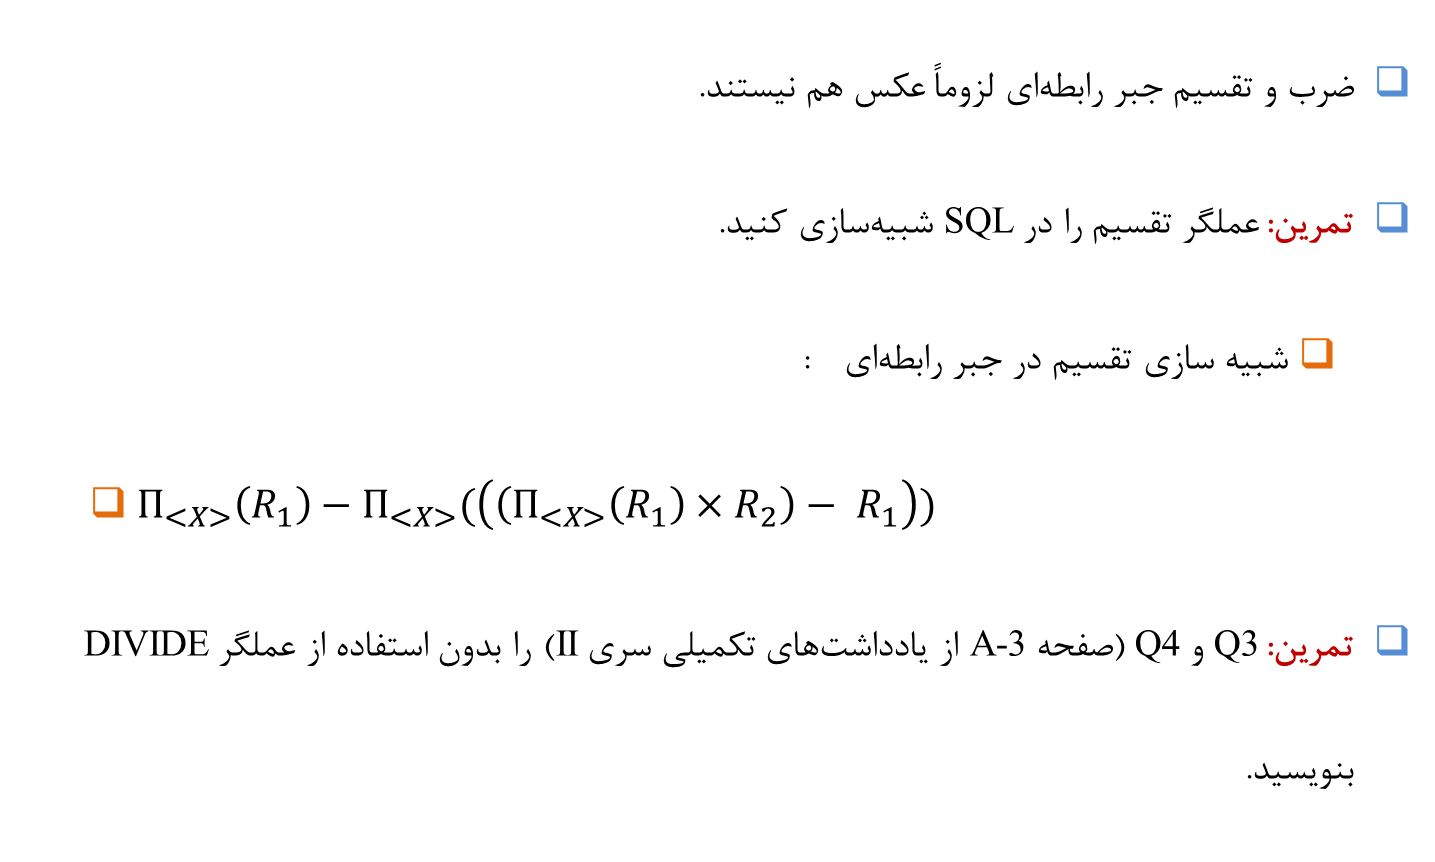 ضرب و تقسیم جبر رابطه‌ای لزوماً عکس هم نیستند.
تمرین: عملگر تقسیم را در SQL شبیه‌سازی کنید.
شبیه سازی تقسیم در جبر رابطه‌ای :
Π<X>(R1) − Π<X>(((Π<X>(R1) × R2) − R1))
تمرین: Q3 و Q4 (صفحه A-3 از یادداشت‌های تکمیلی سری II) را بدون استفاده از عملگر DIVIDE
بنویسید.